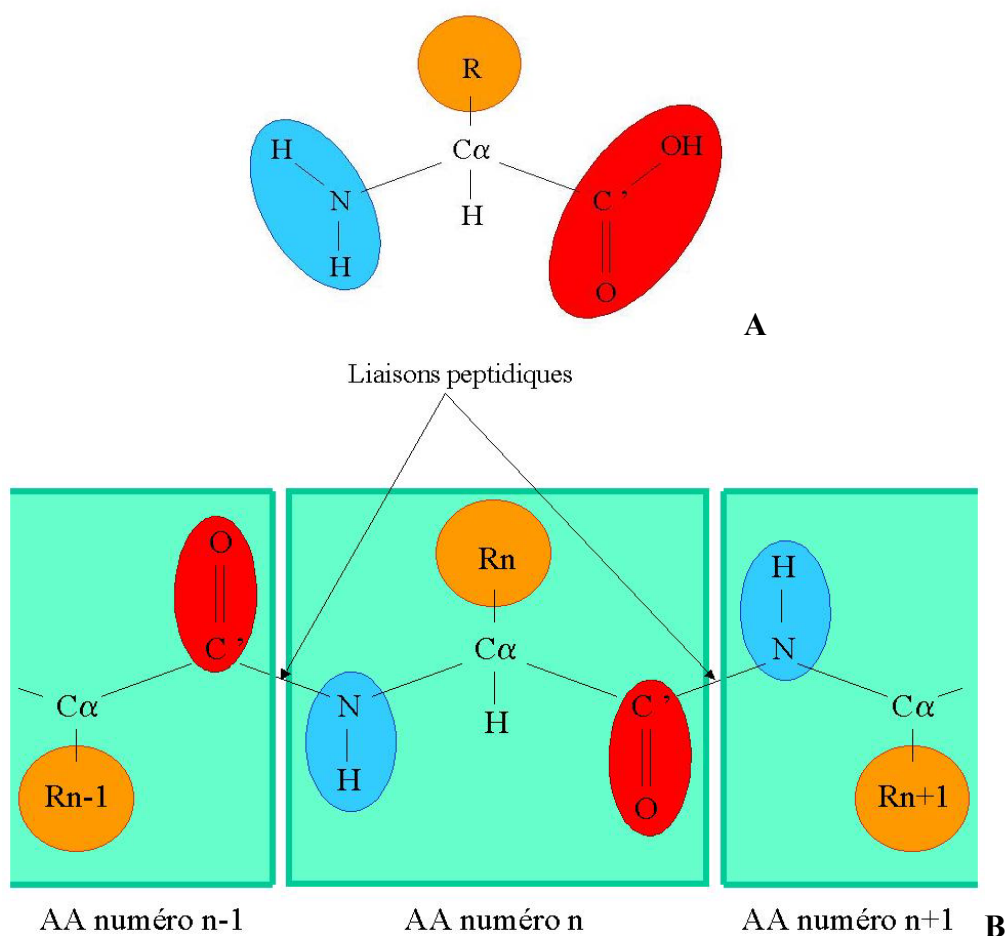 R
H
Cα
OH
N
C'
H
H
O
A
Liaisons peptidiques
O
H
Rn
C'
Cα
N
N
C'
Cα
H
Cα
H
Rn-1
O
Rn+1
AA numéro n-1
AA numéro n
AA numéro n+1
B